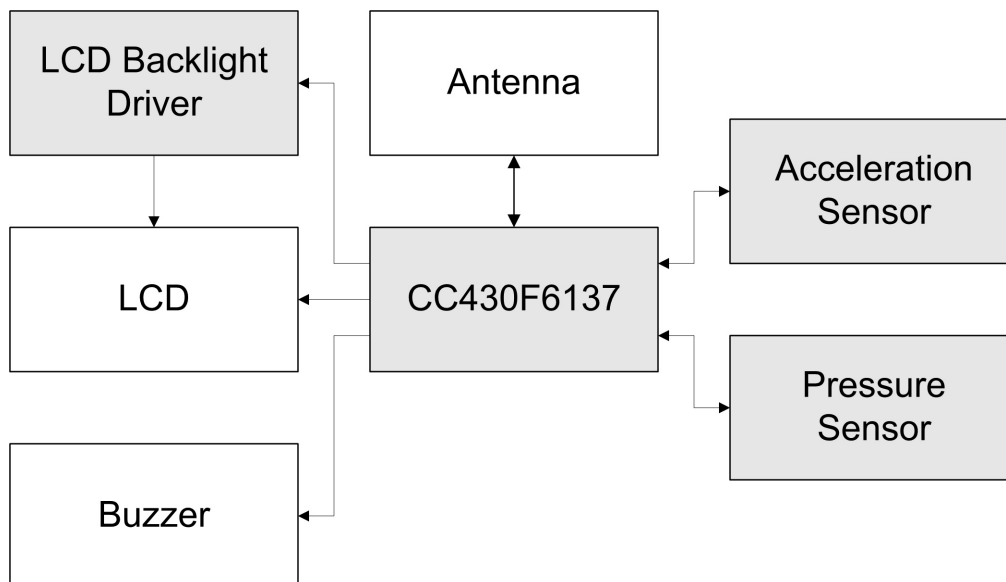 LCD Backlight
Driver
Antenna
Acceleration
Sensor
LCD
CC430F6137
Pressure
Sensor
Buzzer